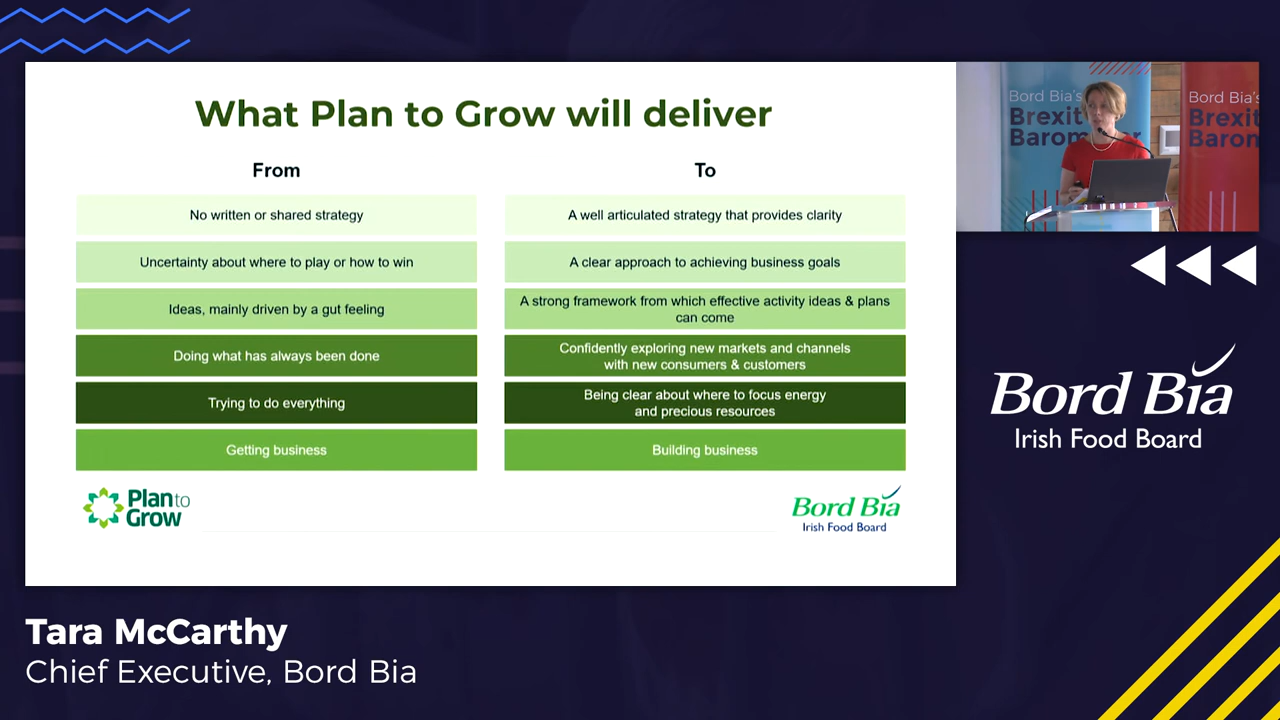 What Plan to Grow will deliver
From
To
No written or shared strategy
A well articulated strategy that provides clarity
Uncertainty about where to play or how to win
A clear approach to achieving business goals
Ideas, mainly driven by a gut feeling
A strong framework from which effective activity ideas & plans
can come
Doing what has always been done
Confidently exploring new markets and channels
with new consumers & customers
Trying to do everything
Being clear about where to focus energy
and precious resources
Getting business
Building business
Plan to
Grow
Bord Bia
Irish Food Board
Bord Bia's
Brexit
Bord Bia's
Brexit
Bord Bia
Irish Food Board
Tara McCarthy
Chief Executive, Bord Bia